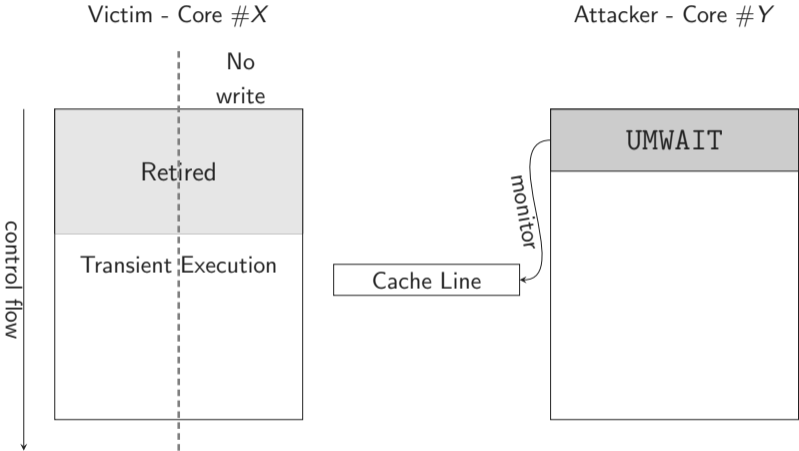 Victim - Core #X
Attacker - Core #Y
No
write
Retired
UMWAIT
monitor
Transient Execution
Cache Line
control flow